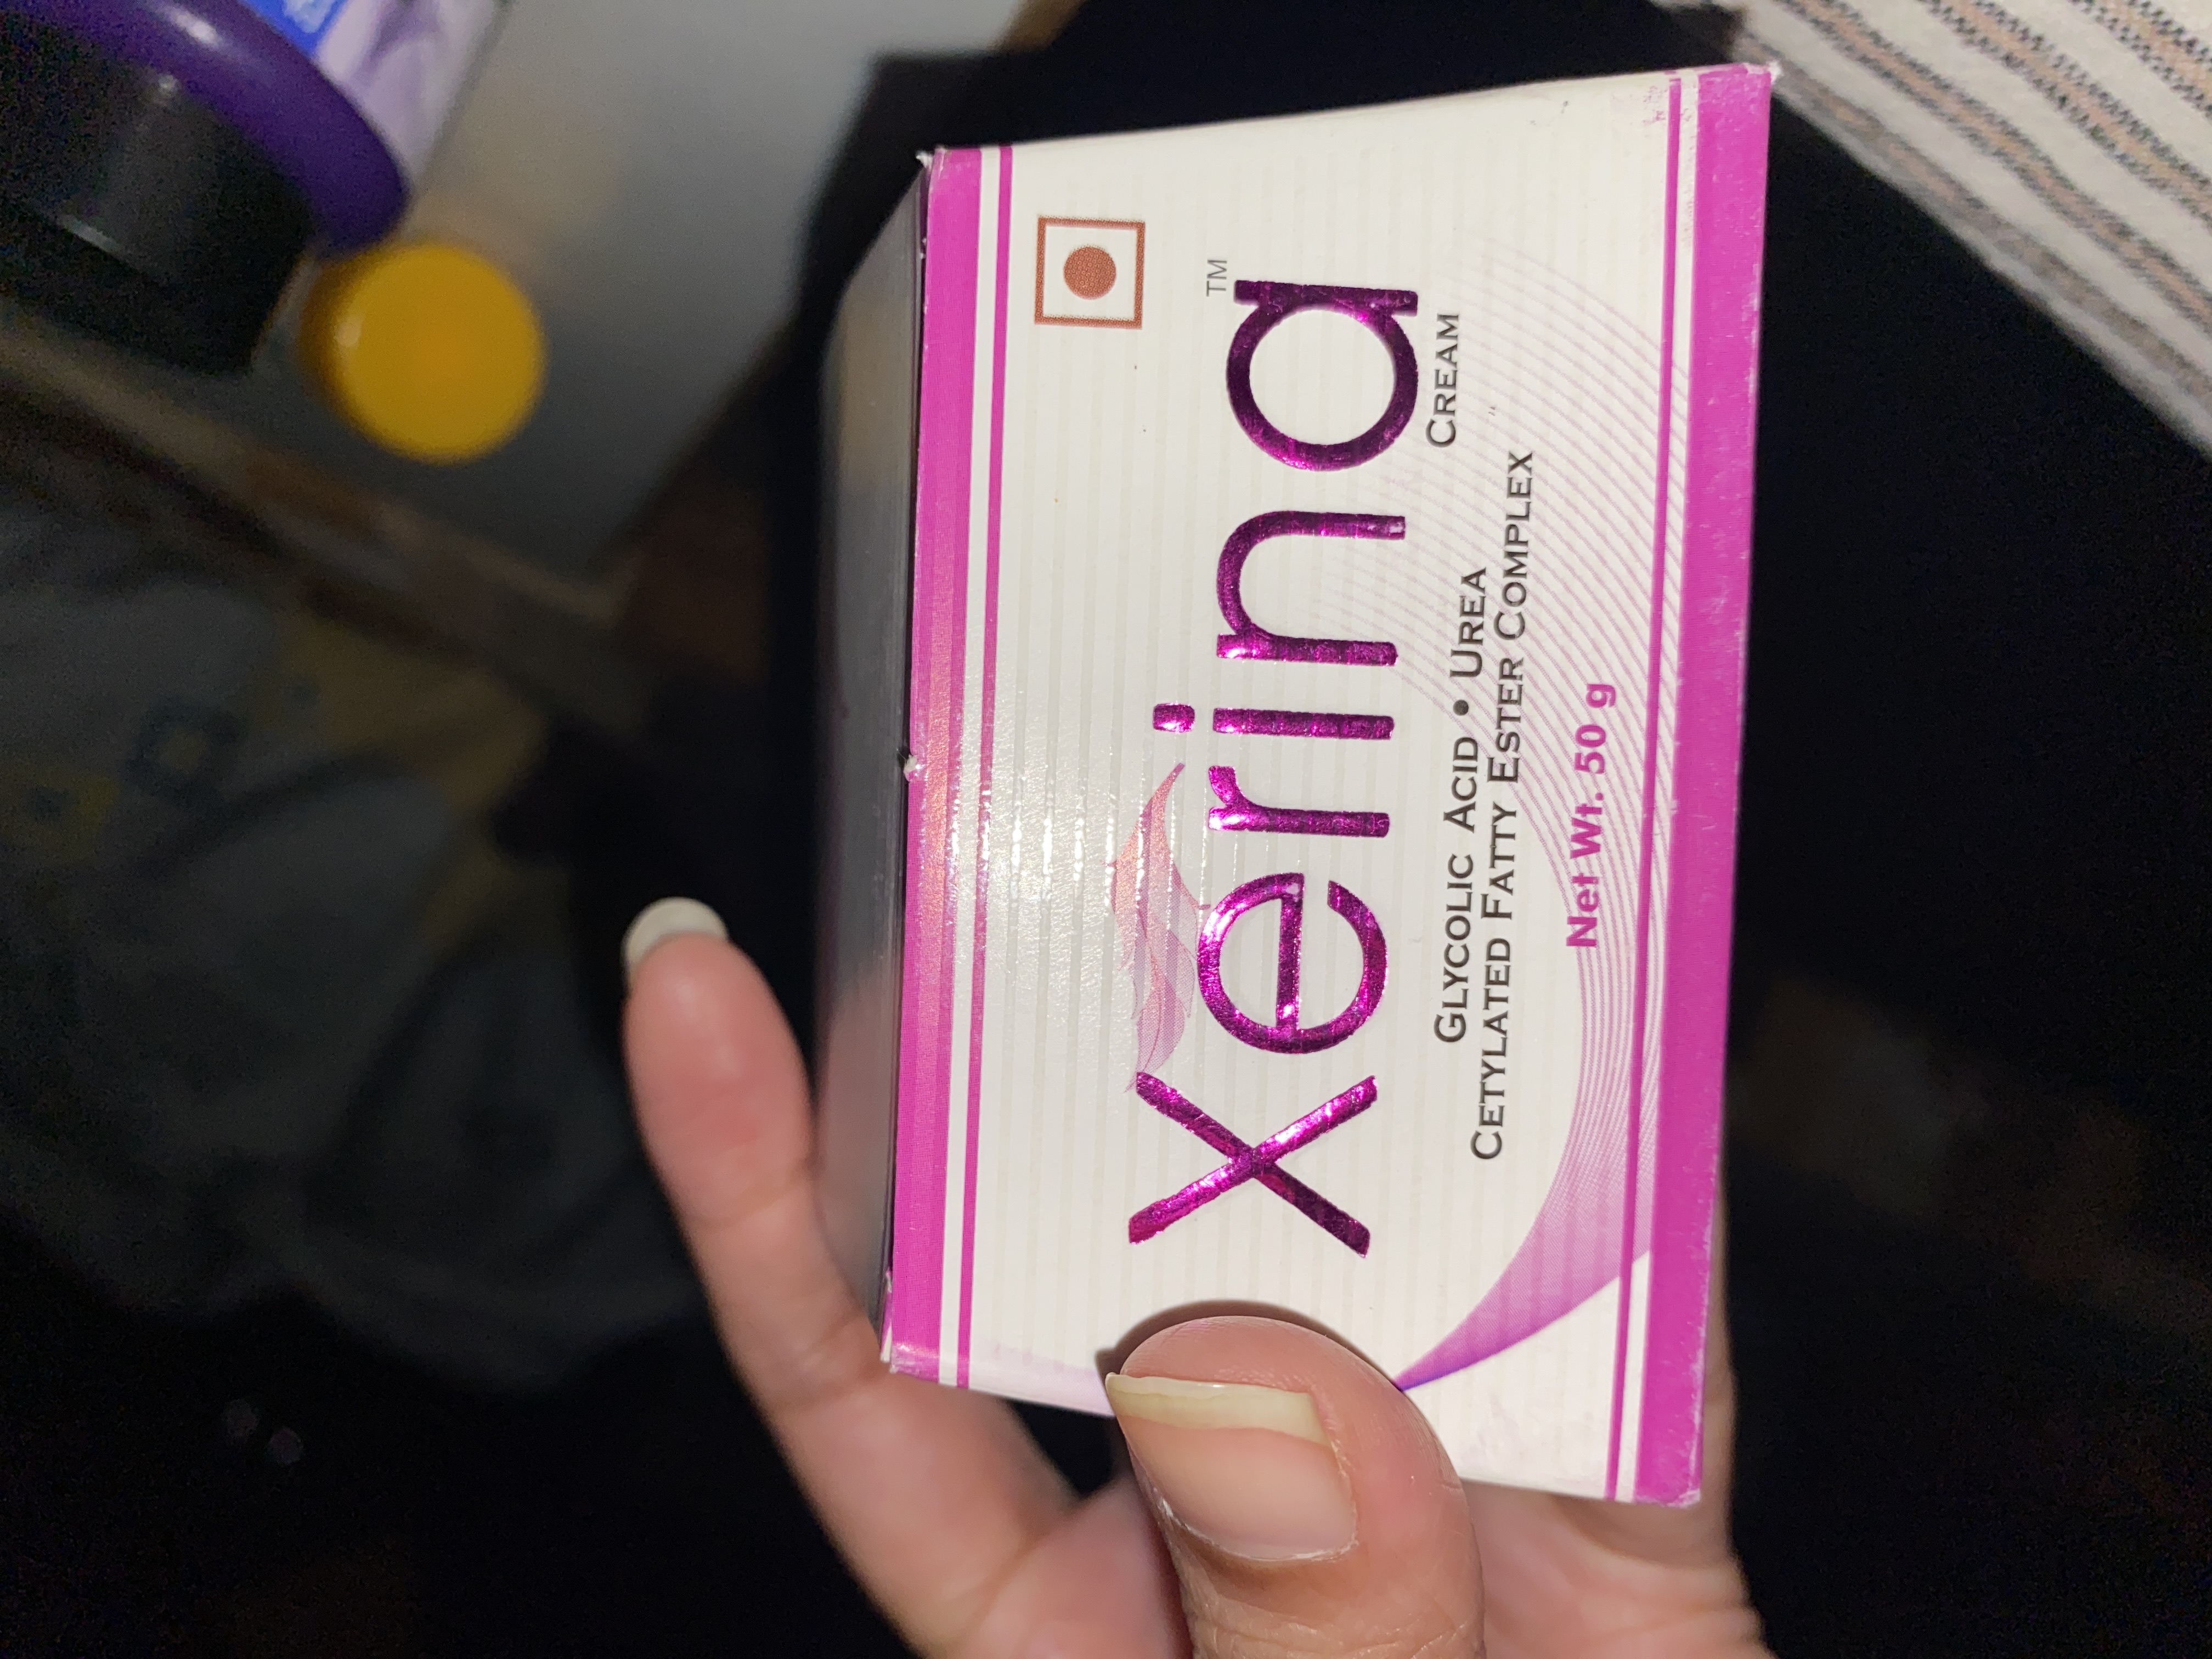 xerina™
CREAM
GLYCOLIC ACID • UREA
CETYLATED FATTY ESTER COMPLEX
Net Wt. 50 g